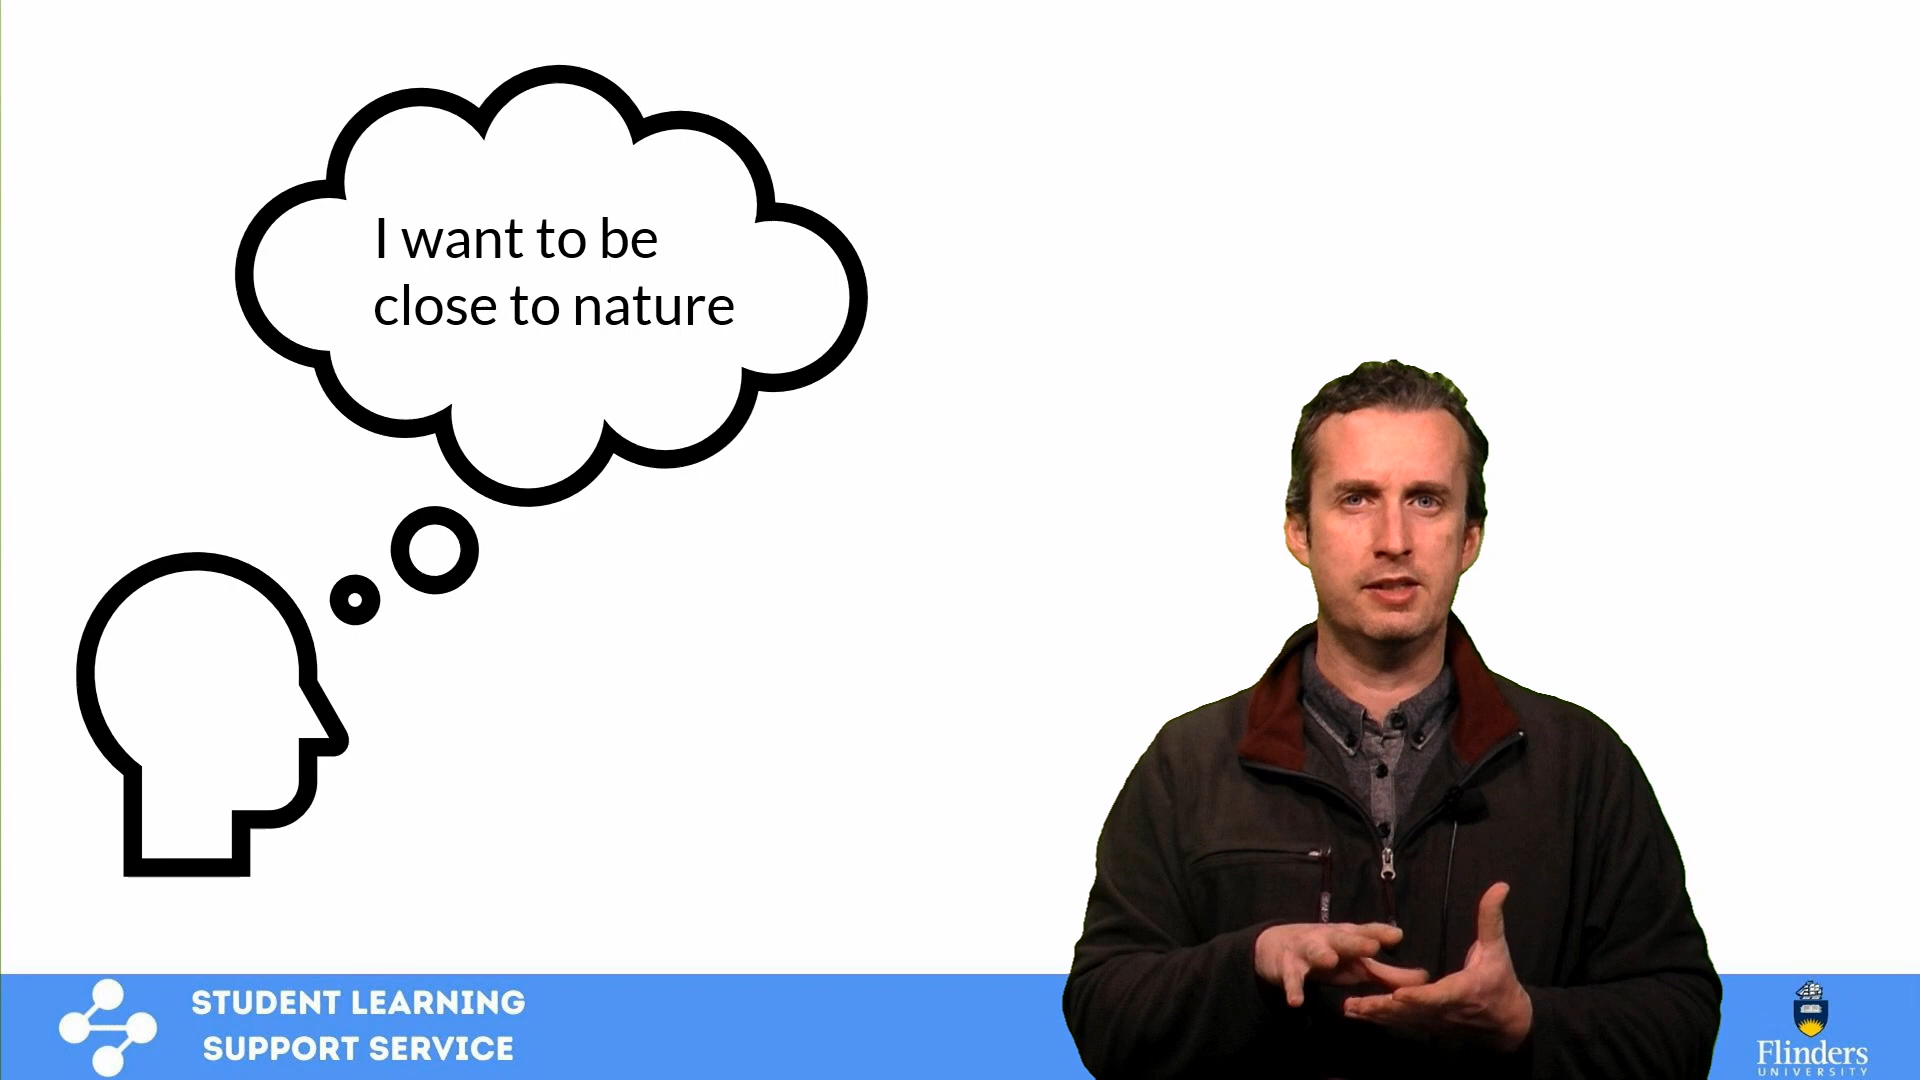 I want to be
close to nature
STUDENT LEARNING
SUPPORT SERVICE
Flinders
UNIVERSITY